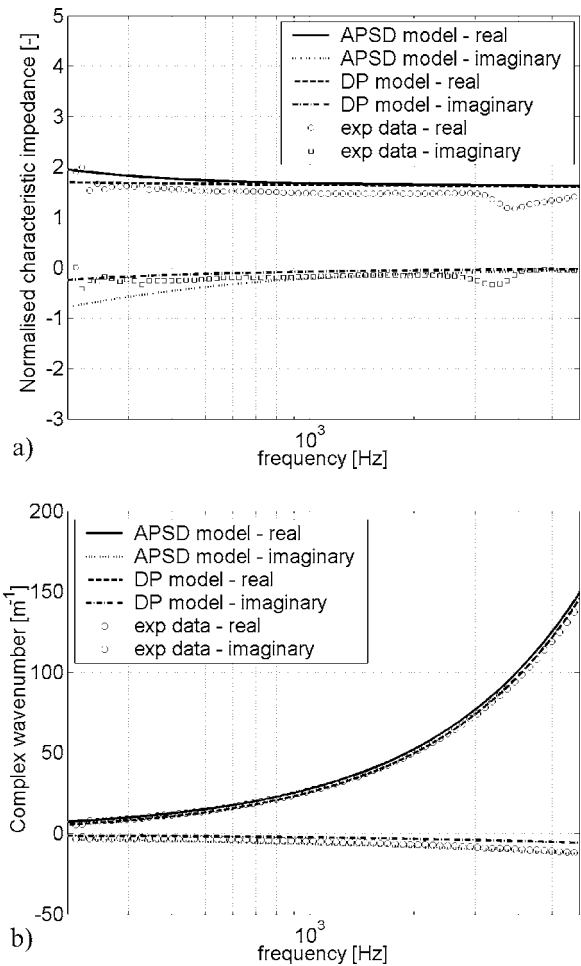 5
4
3
2
1
0
-1
-2
-3
Normalised characteristic impedance [-]
APSD model - real
APSD model - imaginary
DP model - real
DP model - imaginary
exp data - real
exp data - imaginary
10³
frequency [Hz]
a)
200
150
100
50
0
-50
Complex wavenumber [m⁻¹]
APSD model - real
APSD model - imaginary
DP model - real
DP model - imaginary
exp data - real
exp data - imaginary
10³
frequency [Hz]
b)